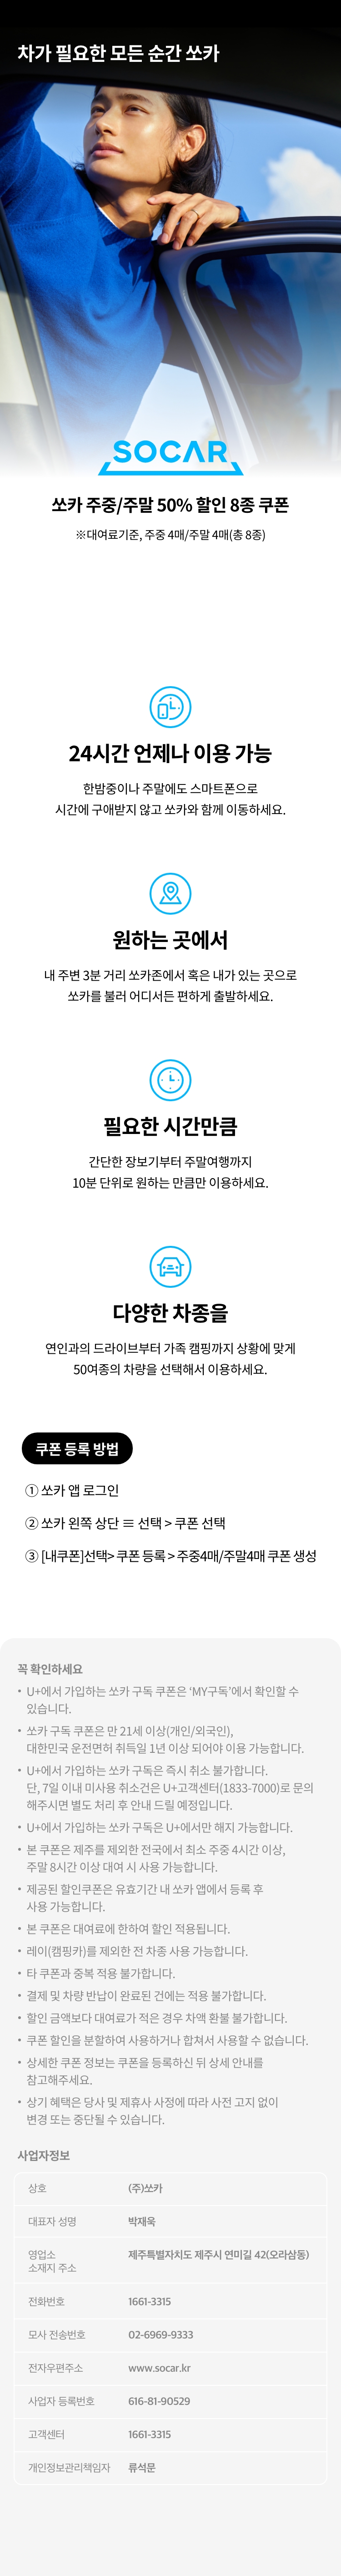 차가 필요한 모든 순간 쏘카
SOCAR
쏘카 주중/주말 50% 할인 8종 쿠폰
※대여료기준, 주중 4매/주말 4매(총 8종)
24시간 언제나 이용 가능
한밤중이나 주말에도 스마트폰으로
시간에 구애받지 않고 쏘카와 함께 이동하세요.
원하는 곳에서
내 주변 3분 거리 쏘카존에서 혹은 내가 있는 곳으로
쏘카를 불러 어디서든 편하게 출발하세요.
필요한 시간만큼
간단한 장보기부터 주말여행까지
10분 단위로 원하는 만큼만 이용하세요.
다양한 차종을
연인과의 드라이브부터 가족 캠핑까지 상황에 맞게
50여종의 차량을 선택해서 이용하세요.
쿠폰 등록 방법
① 쏘카 앱 로그인
② 쏘카 왼쪽 상단 ≡ 선택 > 쿠폰 선택
③ [내쿠폰]선택> 쿠폰 등록 > 주중4매/주말4매 쿠폰 생성
꼭 확인하세요
• U+에서 가입하는 쏘카 구독 쿠폰은 ‘MY구독’에서 확인할 수
있습니다.
• 쏘카 구독 쿠폰은 만 21세 이상(개인/외국인),
대한민국 운전면허 취득일 1년 이상 되어야 이용 가능합니다.
• U+에서 가입하는 쏘카 구독은 즉시 취소 불가합니다.
단, 7일 이내 미사용 취소건은 U+고객센터(1833-7000)로 문의
해주시면 별도 처리 후 안내 드릴 예정입니다.
• U+에서 가입하는 쏘카 구독은 U+에서만 해지 가능합니다.
• 본 쿠폰은 제주를 제외한 전국에서 최소 주중 4시간 이상,
주말 8시간 이상 대여 시 사용 가능합니다.
• 제공된 할인쿠폰은 유효기간 내 쏘카 앱에서 등록 후
사용 가능합니다.
• 본 쿠폰은 대여료에 한하여 할인 적용됩니다.
• 레이(캠핑카)를 제외한 전 차종 사용 가능합니다.
• 타 쿠폰과 중복 적용 불가합니다.
• 결제 및 차량 반납이 완료된 건에는 적용 불가합니다.
• 할인 금액보다 대여료가 적은 경우 차액 환불 불가합니다.
• 쿠폰 할인을 분할하여 사용하거나 합쳐서 사용할 수 없습니다.
• 상세한 쿠폰 정보는 쿠폰을 등록하신 뒤 상세 안내를
참고해주세요.
• 상기 혜택은 당사 및 제휴사 사정에 따라 사전 고지 없이
변경 또는 중단될 수 있습니다.
사업자정보
상호 (주)쏘카
대표자 성명 박재욱
영업소 제주특별자치도 제주시 연미길 42(오라삼동)
소재지 주소
전화번호 1661-3315
모사 전송번호 02-6969-9333
전자우편주소 www.socar.kr
사업자 등록번호 616-81-90529
고객센터 1661-3315
개인정보관리책임자 류석문